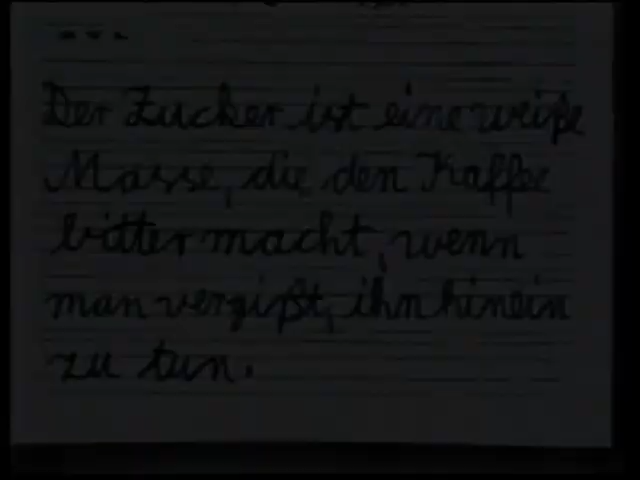 Der Zucker ist eine weiße
Masse, die den Kaffee
bitter macht, wenn
man vergißt, ihn hinein
zu tun.